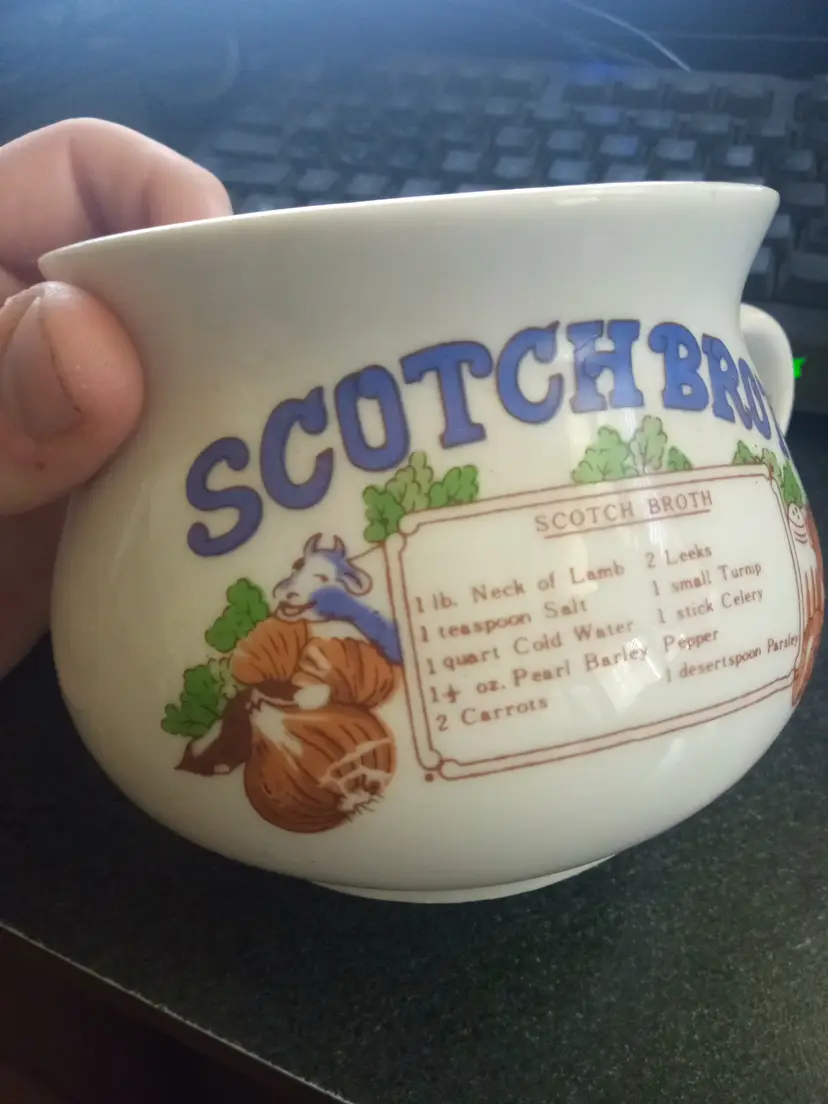 SCOTCH BRO
SCOTCH BROTH
1 lb. Neck of Lamb
1 teaspoon Salt
1 quart Cold Water
1½ oz. Pearl Barley
2 Carrots
2 Leeks
1 small Turnip
1 stick Celery
Pepper
1 desertspoon Parsley